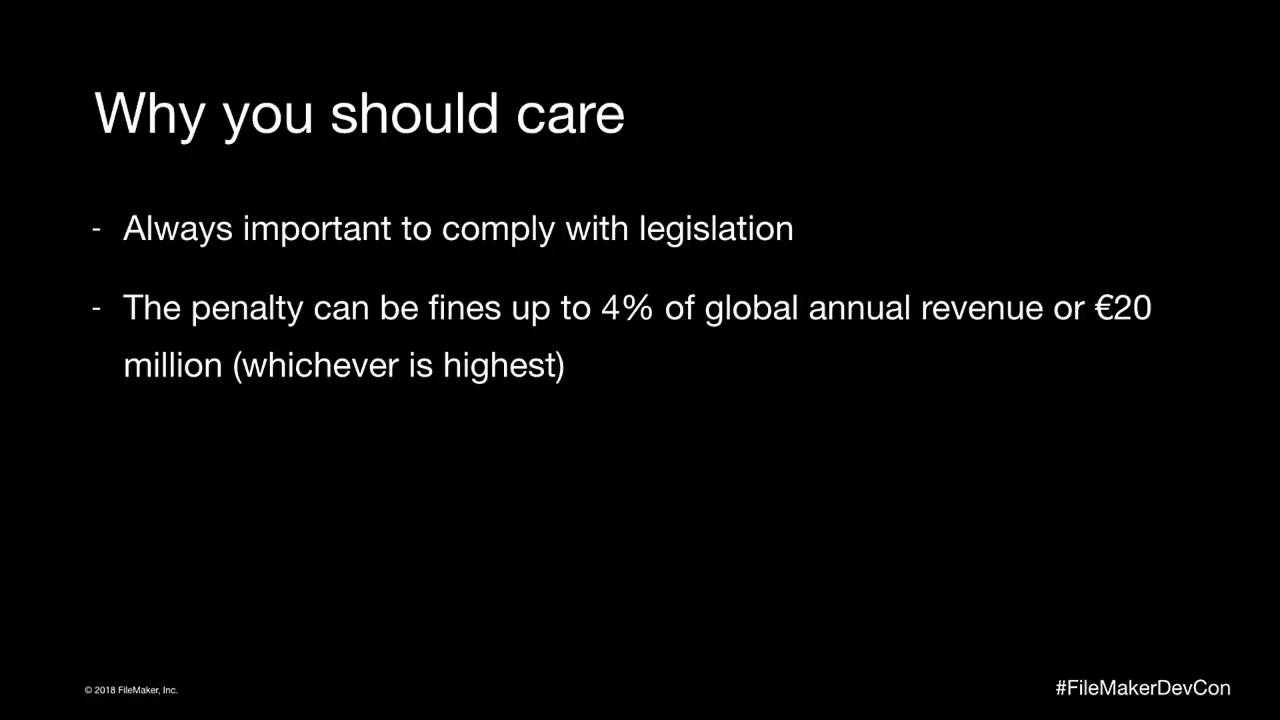 Why you should care
- Always important to comply with legislation
- The penalty can be fines up to 4% of global annual revenue or €20
million (whichever is highest)
© 2018 FileMaker, Inc.
#FileMakerDevCon